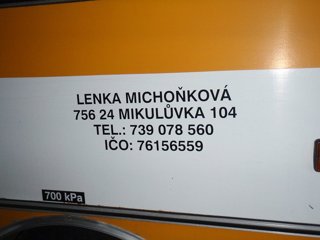 LENKA MICHOŇKOVÁ
756 24 MIKULŮVKA 104
TEL.: 739 078 560
IČO: 76156559
700 kPa